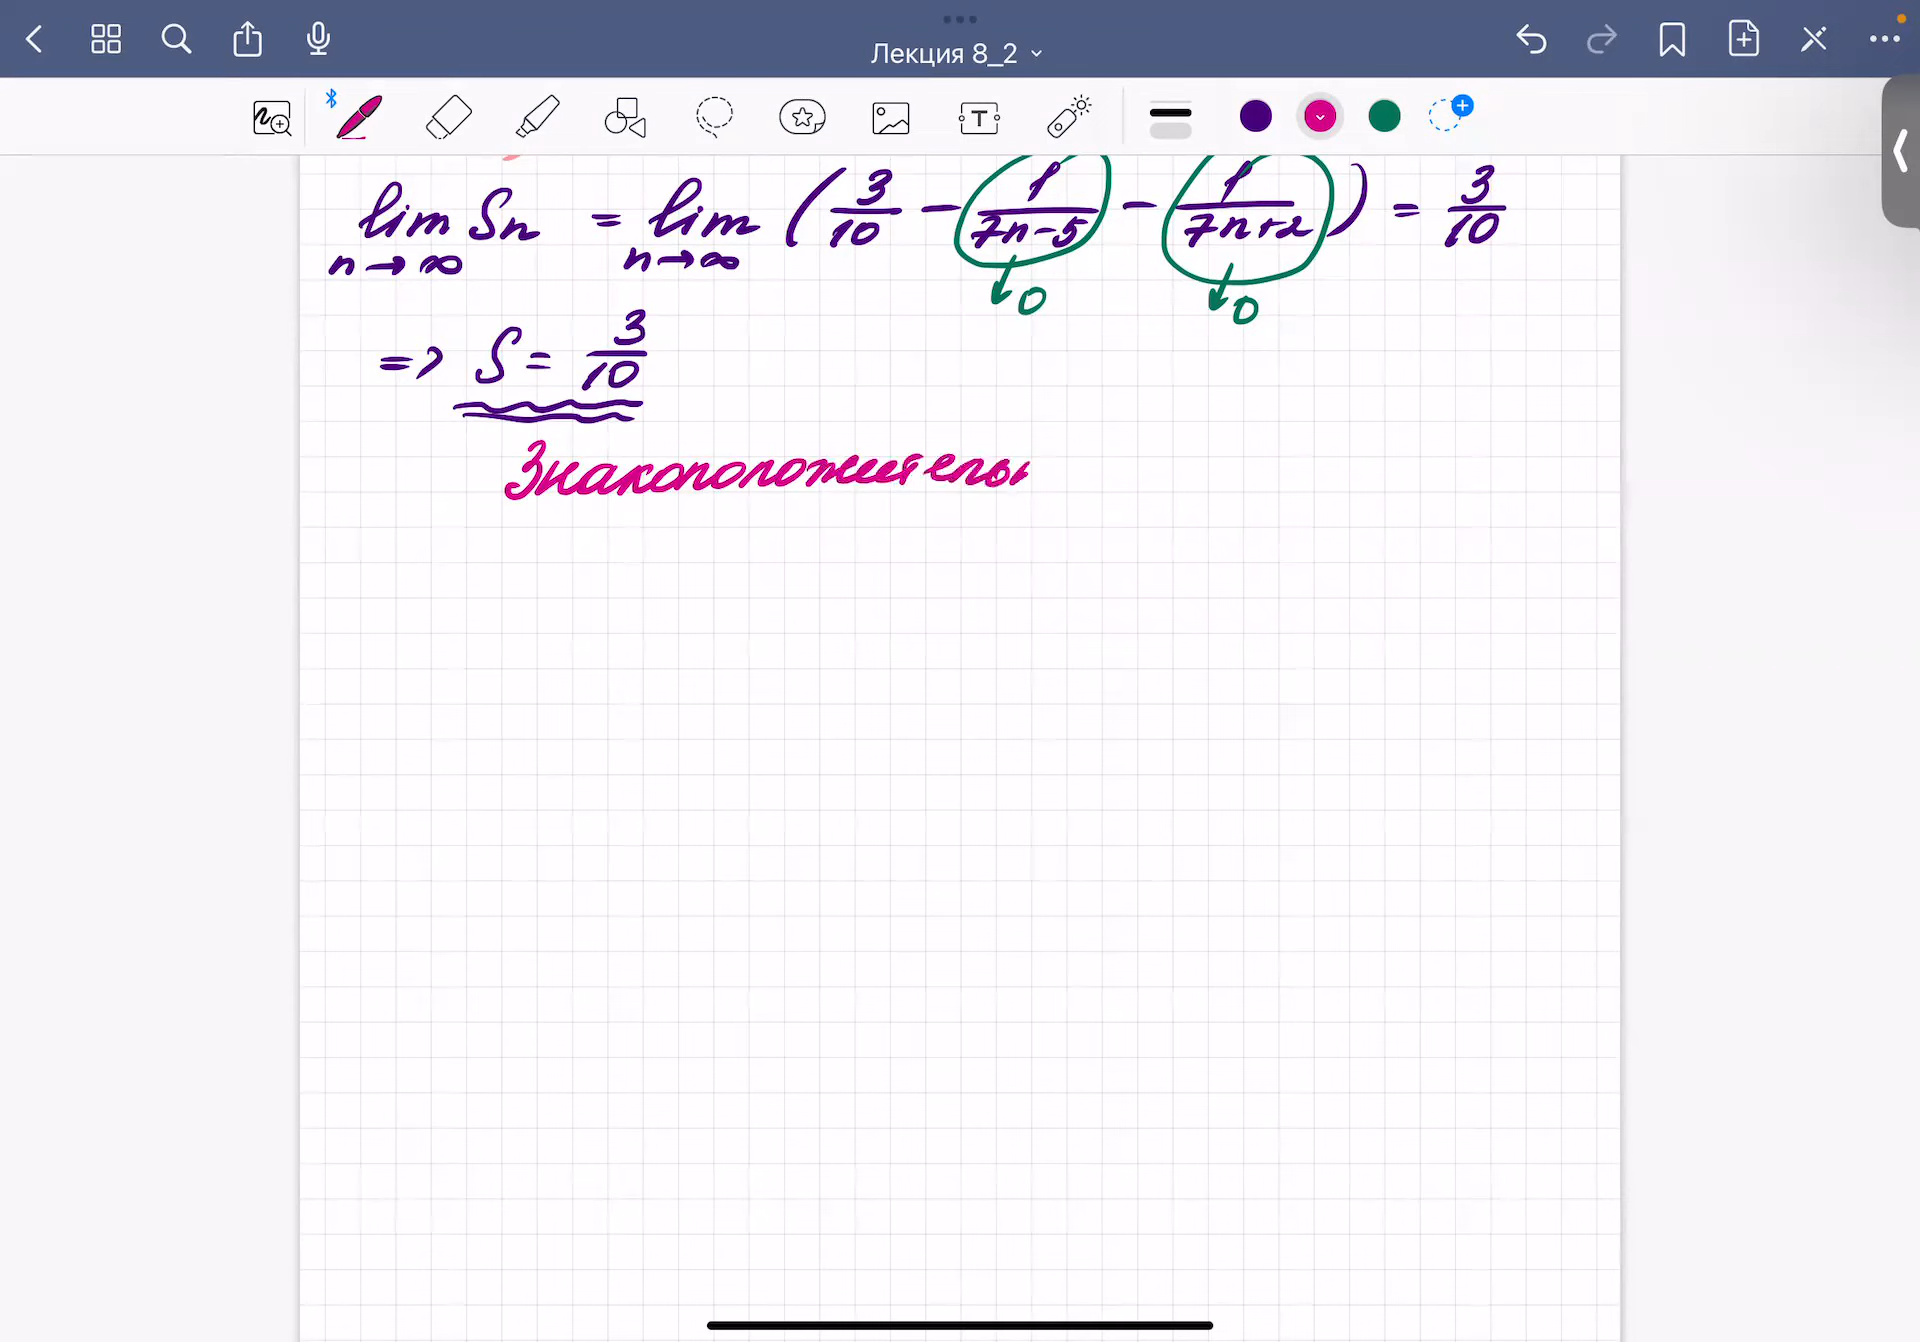 Лекция 8_2
T
lim Sn = lim (3/10 - 1/(7n-5) - 1/(7n+2)) = 3/10
n→∞ n→∞
↓0 ↓0
=> S = 3/10
Знакоположительн